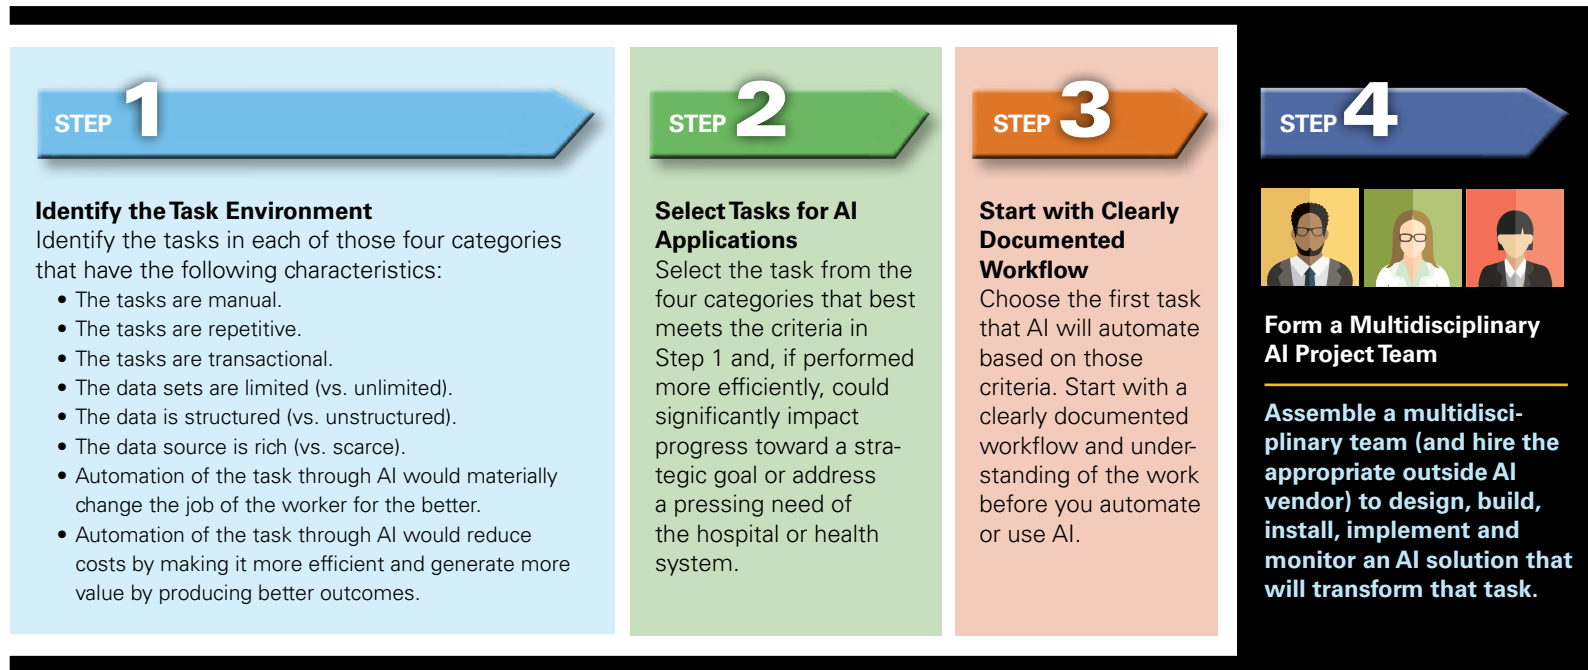 STEP 1
Identify the Task Environment
Identify the tasks in each of those four categories
that have the following characteristics:
• The tasks are manual.
• The tasks are repetitive.
• The tasks are transactional.
• The data sets are limited (vs. unlimited).
• The data is structured (vs. unstructured).
• The data source is rich (vs. scarce).
• Automation of the task through AI would materially
change the job of the worker for the better.
• Automation of the task through AI would reduce
costs by making it more efficient and generate more
value by producing better outcomes.
STEP 2
Select Tasks for AI
Applications
Select the task from the
four categories that best
meets the criteria in
Step 1 and, if performed
more efficiently, could
significantly impact
progress toward a stra-
tegic goal or address
a pressing need of
the hospital or health
system.
STEP 3
Start with Clearly
Documented
Workflow
Choose the first task
that AI will automate
based on those
criteria. Start with a
clearly documented
workflow and under-
standing of the work
before you automate
or use AI.
STEP 4
Form a Multidisciplinary
AI Project Team
Assemble a multidisci-
plinary team (and hire the
appropriate outside AI
vendor) to design, build,
install, implement and
monitor an AI solution that
will transform that task.